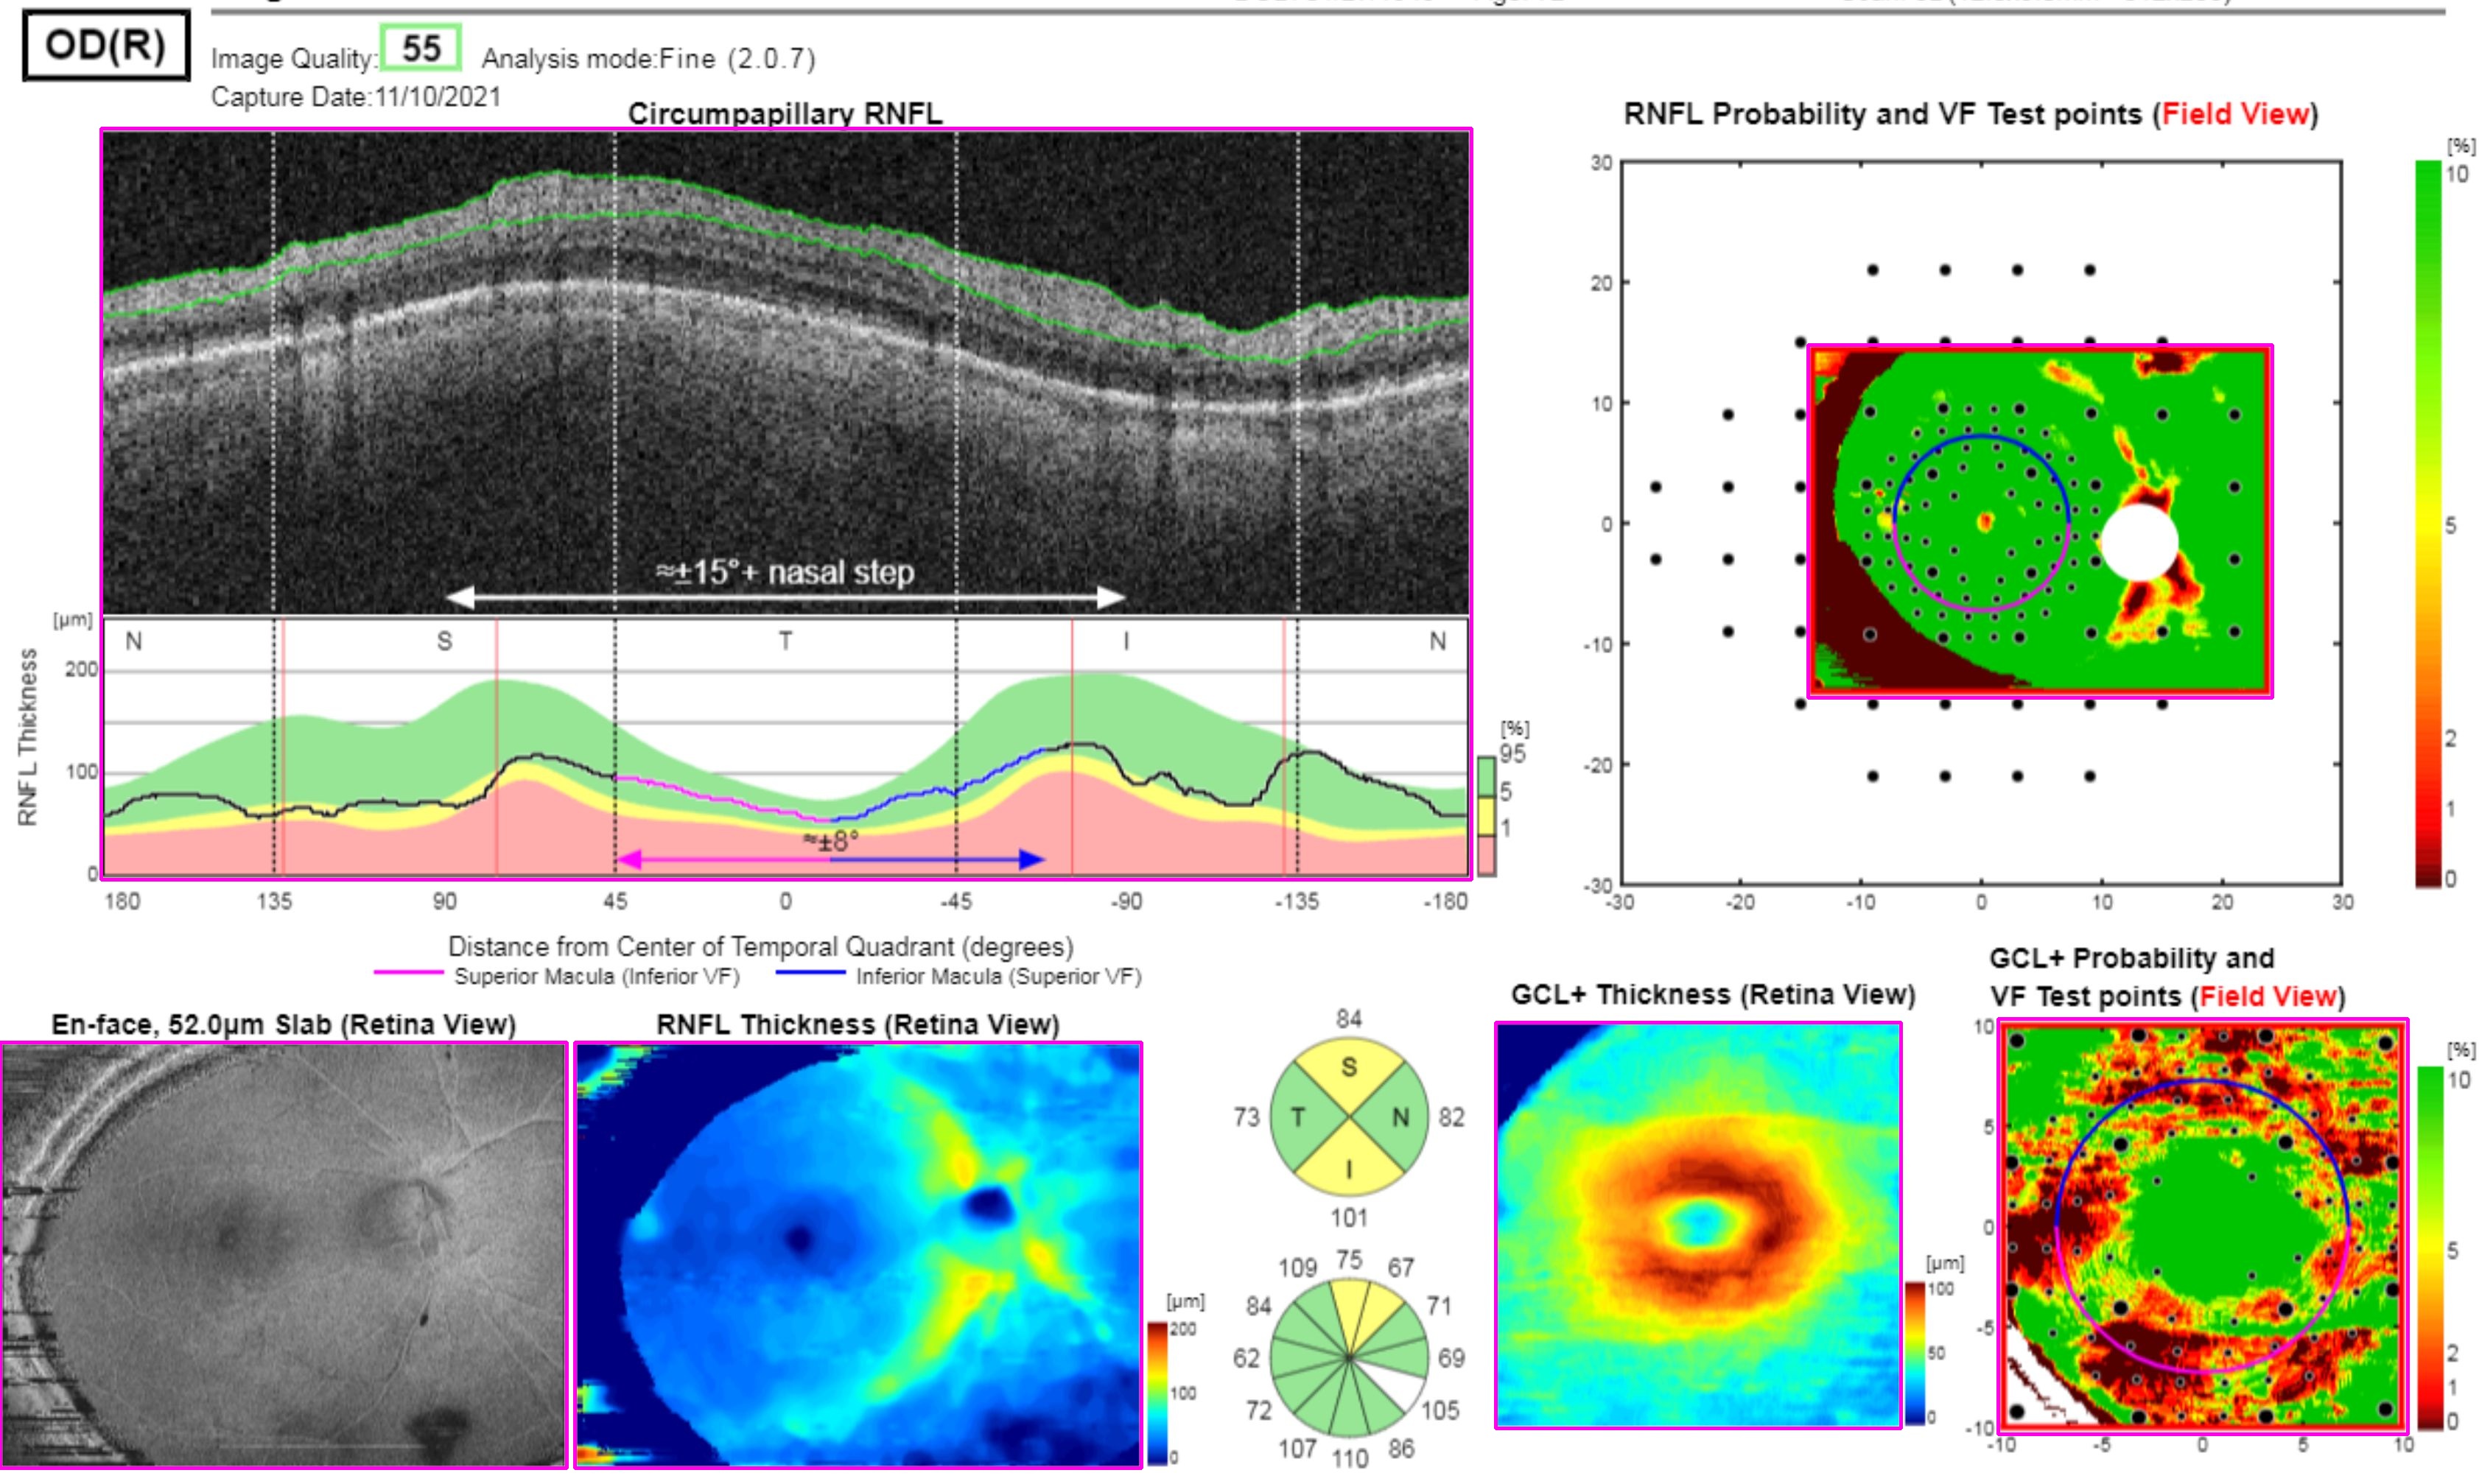 OD(R)
Image Quality: 55 Analysis mode:Fine (2.0.7)
Capture Date:11/10/2021
Circumpapillary RNFL
≈±15°+ nasal step
[µm]
N S T I N
200
100
0
RNFL Thickness
≈±8°
[%]
95
5
1
180 135 90 45 0 -45 -90 -135 -180
Distance from Center of Temporal Quadrant (degrees)
Superior Macula (Inferior VF) Inferior Macula (Superior VF)
RNFL Probability and VF Test points (Field View)
30
20
10
0
-10
-20
-30
-30 -20 -10 0 10 20 30
[%]
10
5
2
1
0
En-face, 52.0µm Slab (Retina View)
RNFL Thickness (Retina View)
[µm]
200
100
0
84
S
73 T N 82
I
101
109 75 67
84 71
62 69
72 105
107 110 86
GCL+ Thickness (Retina View)
[µm]
100
50
0
GCL+ Probability and
VF Test points (Field View)
10
5
0
-5
-10
-10 -5 0 5 10
[%]
10
5
2
1
0